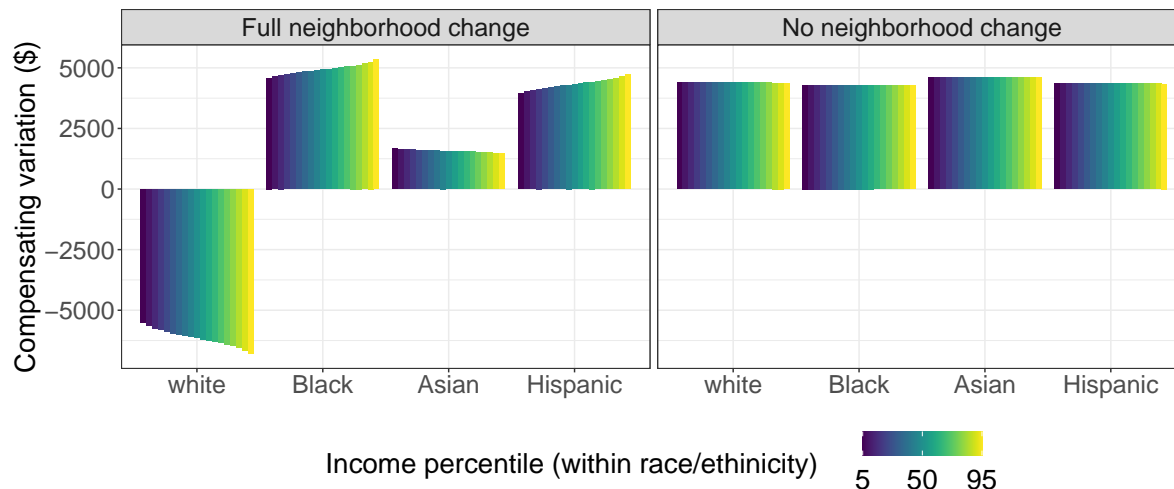 Full neighborhood change
No neighborhood change
Compensating variation ($)
5000
2500
0
−2500
−5000
white Black Asian Hispanic
white Black Asian Hispanic
Income percentile (within race/ethinicity)
5 50 95